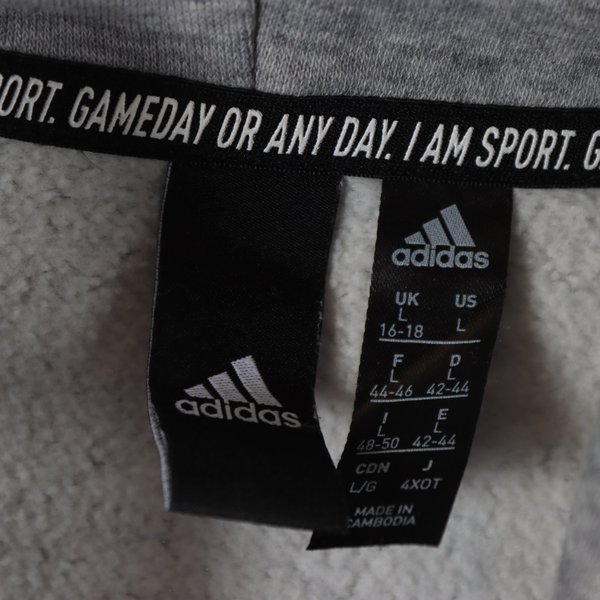 PORT. GAMEDAY OR ANY DAY. I AM SPORT. G
adidas
adidas
UK US
L L
16-18 L
F D
L L
44-46 42-44
I E
L L
48-50 42-44
CDN J
L/G 4XOT
MADE IN
CAMBODIA